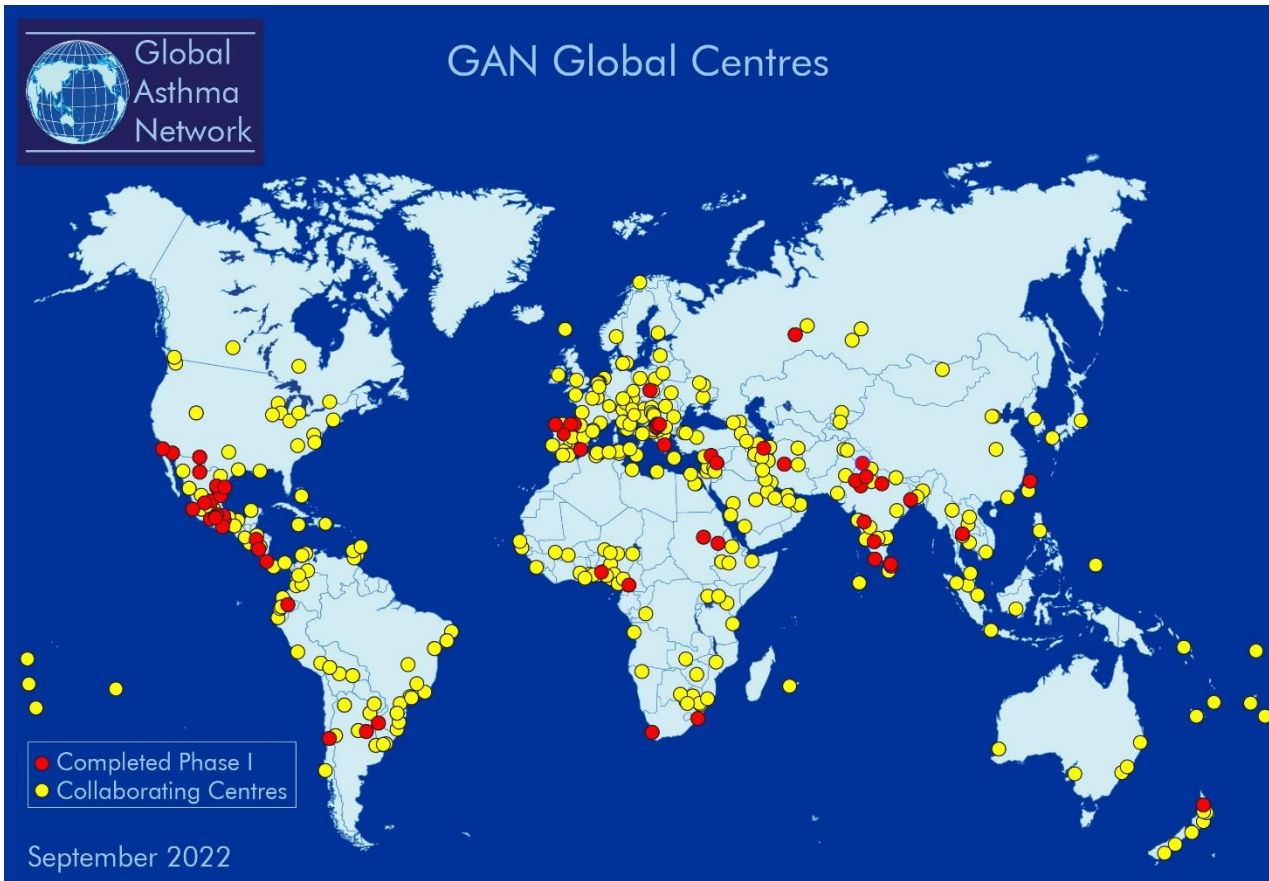 Global
Asthma
Network
GAN Global Centres
Completed Phase I
Collaborating Centres
September 2022